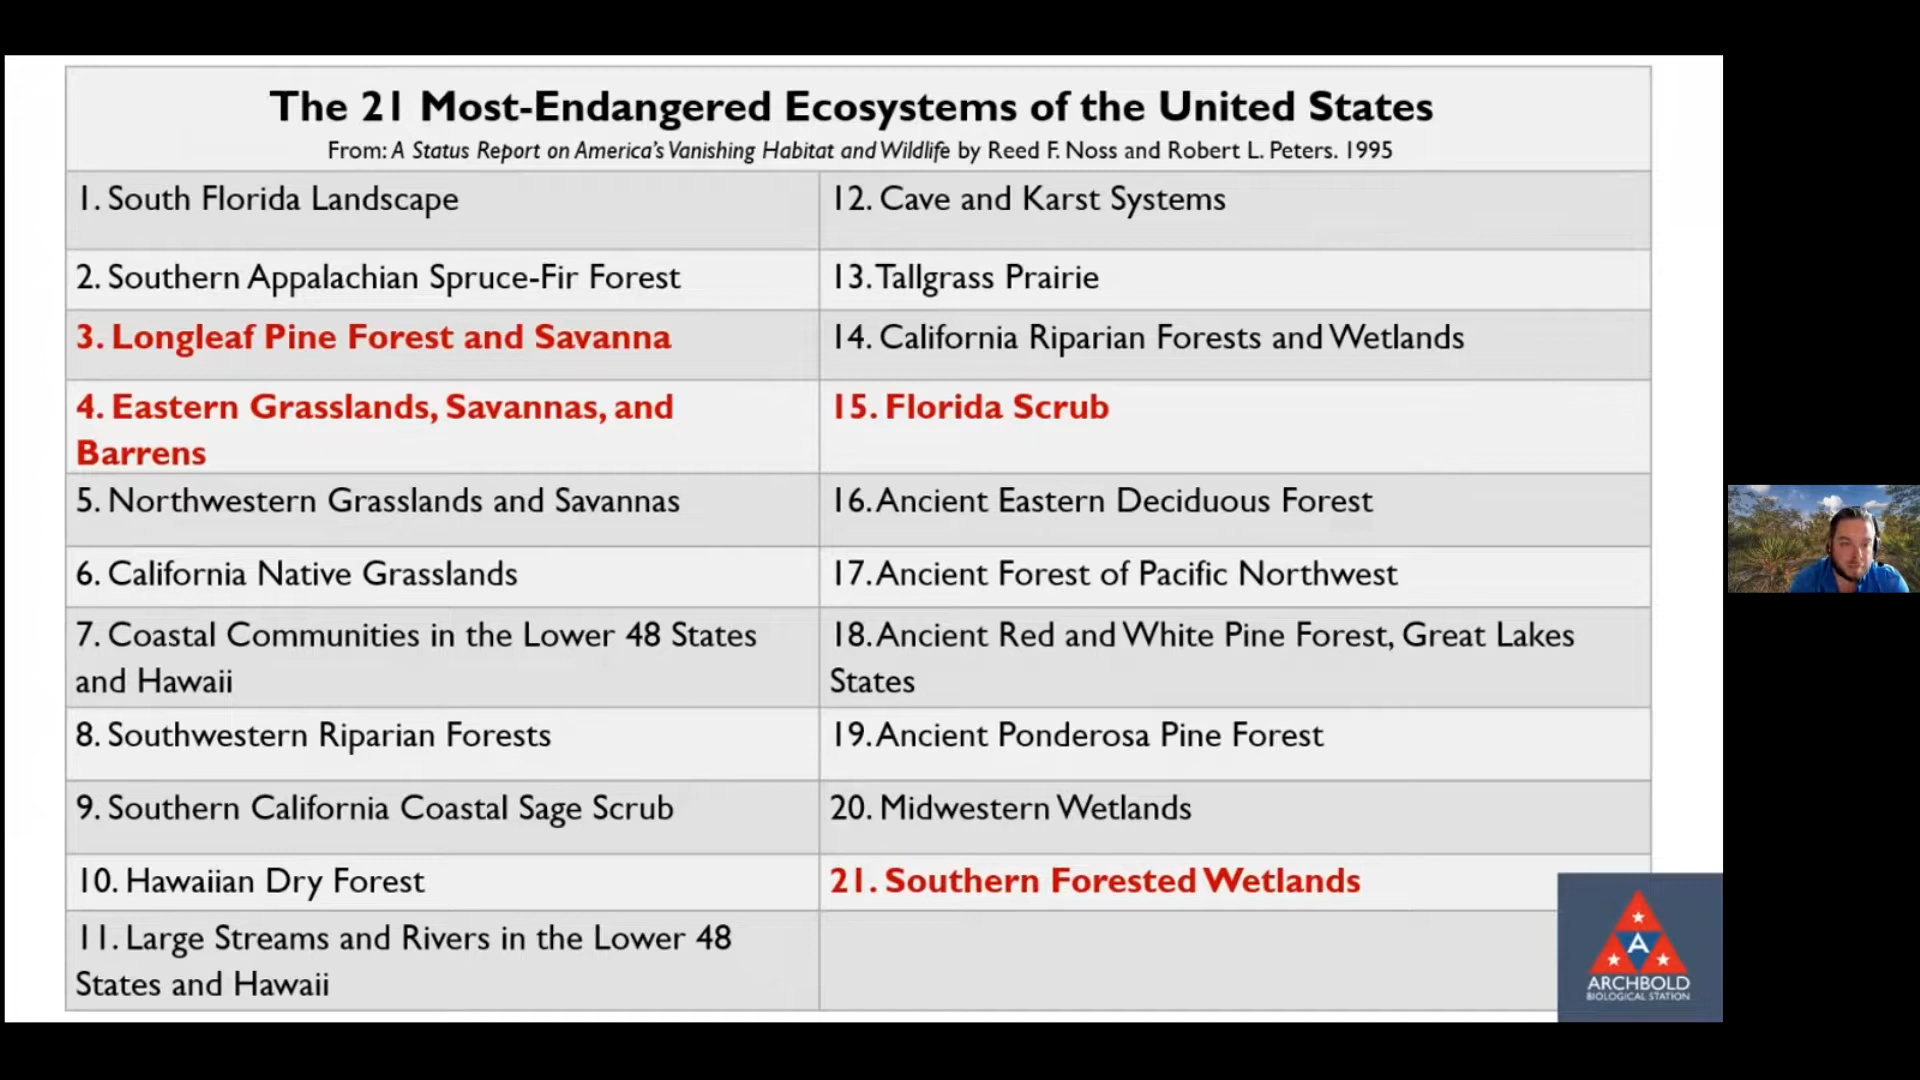 The 21 Most-Endangered Ecosystems of the United States
From: A Status Report on America's Vanishing Habitat and Wildlife by Reed F. Noss and Robert L. Peters. 1995
1. South Florida Landscape
2. Southern Appalachian Spruce-Fir Forest
3. Longleaf Pine Forest and Savanna
4. Eastern Grasslands, Savannas, and
Barrens
5. Northwestern Grasslands and Savannas
6. California Native Grasslands
7. Coastal Communities in the Lower 48 States
and Hawaii
8. Southwestern Riparian Forests
9. Southern California Coastal Sage Scrub
10. Hawaiian Dry Forest
11. Large Streams and Rivers in the Lower 48
States and Hawaii
12. Cave and Karst Systems
13. Tallgrass Prairie
14. California Riparian Forests and Wetlands
15. Florida Scrub
16. Ancient Eastern Deciduous Forest
17. Ancient Forest of Pacific Northwest
18. Ancient Red and White Pine Forest, Great Lakes
States
19. Ancient Ponderosa Pine Forest
20. Midwestern Wetlands
21. Southern Forested Wetlands
A
ARCHBOLD
BIOLOGICAL STATION